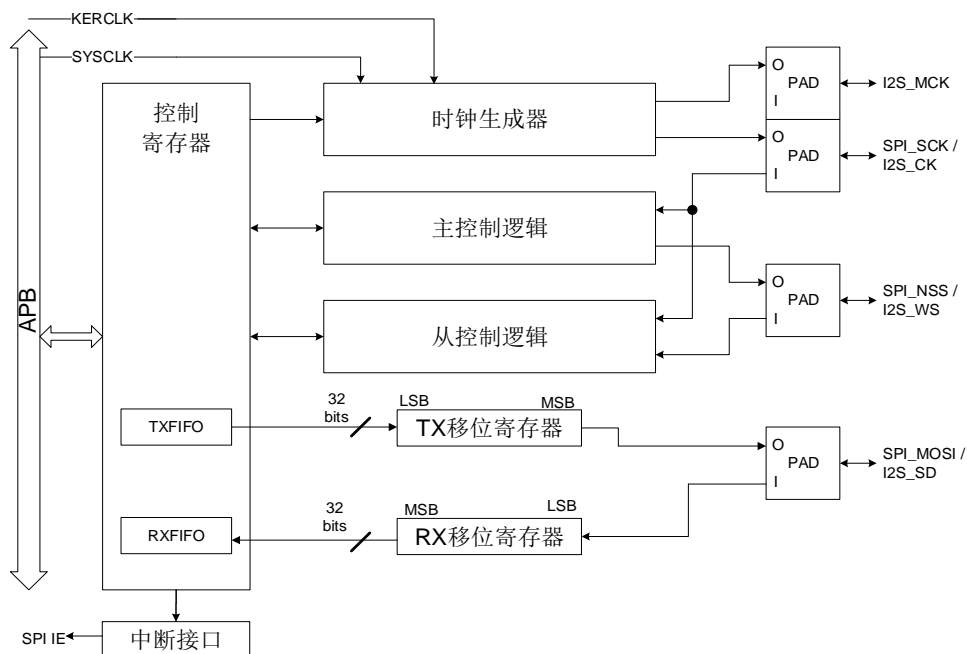 KERCLK
SYSCLK
APB
控制
寄存器
时钟生成器
O
PAD
I
I2S_MCK
O
PAD
I
SPI_SCK /
I2S_CK
主控制逻辑
O
PAD
I
SPI_NSS /
I2S_WS
从控制逻辑
TXFIFO
32
bits
LSB
MSB
TX移位寄存器
O
PAD
I
SPI_MOSI /
I2S_SD
RXFIFO
32
bits
MSB
LSB
RX移位寄存器
SPI IE
中断接口